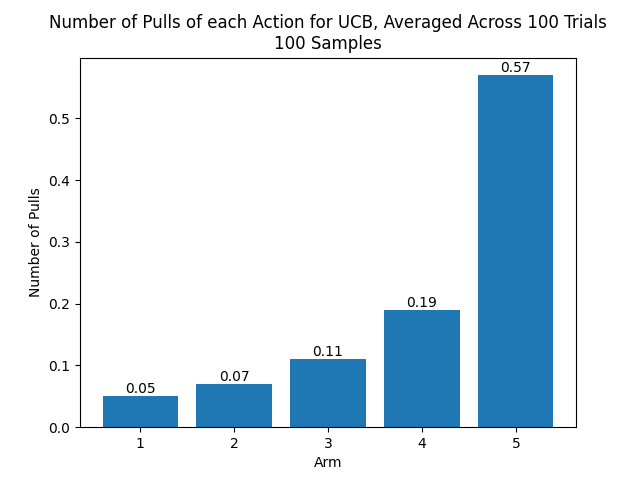 Number of Pulls of each Action for UCB, Averaged Across 100 Trials
100 Samples
0.57
0.5
0.4
0.3
0.2
0.1
0.0
Number of Pulls
0.05
0.07
0.11
0.19
1 2 3 4 5
Arm